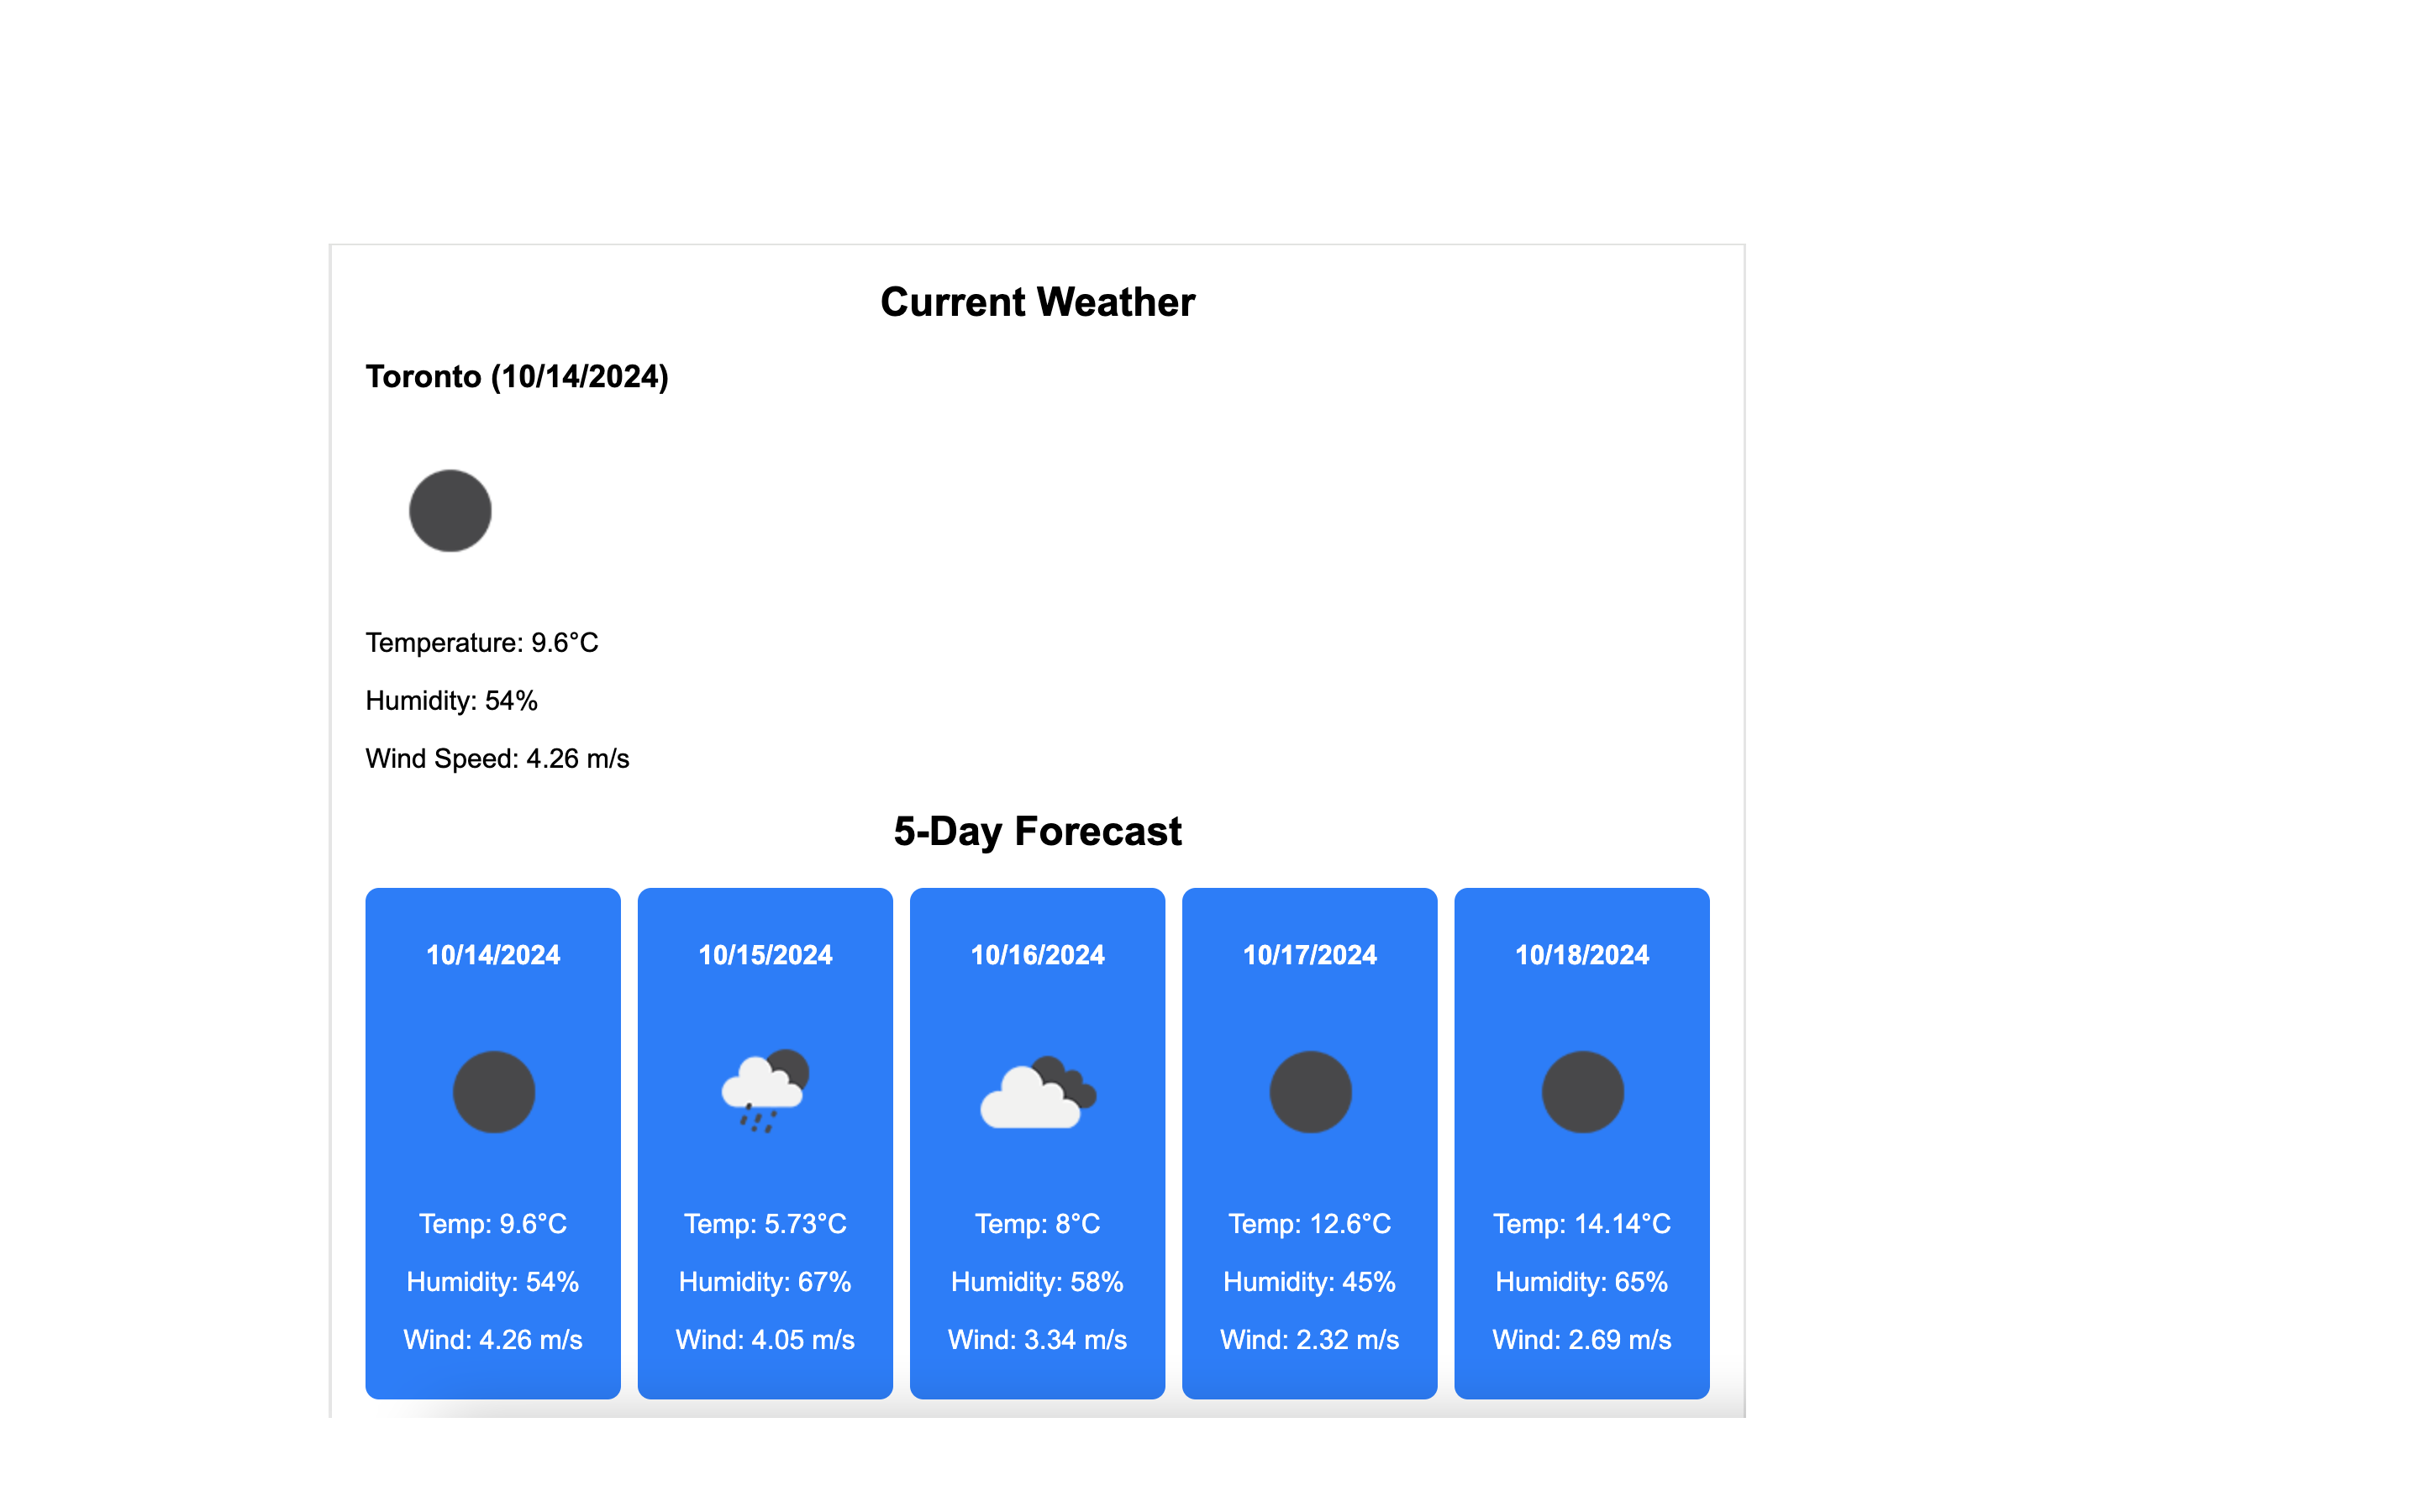 Current Weather
Toronto (10/14/2024)
Temperature: 9.6°C
Humidity: 54%
Wind Speed: 4.26 m/s
5-Day Forecast
10/14/2024
Temp: 9.6°C
Humidity: 54%
Wind: 4.26 m/s
10/15/2024
Temp: 5.73°C
Humidity: 67%
Wind: 4.05 m/s
10/16/2024
Temp: 8°C
Humidity: 58%
Wind: 3.34 m/s
10/17/2024
Temp: 12.6°C
Humidity: 45%
Wind: 2.32 m/s
10/18/2024
Temp: 14.14°C
Humidity: 65%
Wind: 2.69 m/s